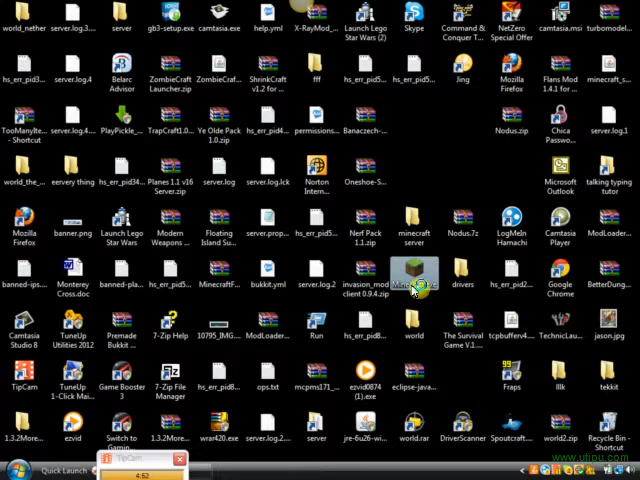 world_nether server.log.3.... server gb3-setup.exe camtasia.exe help.yml X-RayMod_... Launch Lego Skype Command & NetZero camtasia.msi turbomodel...
Star Wars (2) Conquer T... Special Offer
hs_err_pid3... server.log.4 Belarc ZombieCraft ZombieCraf... ShrinkCraft fff hs_err_pid5... hs_err_pid5... Jing Mozilla Flans Mod minecraft_s...
Advisor Launcher.zip v1.2 for ... Firefox 1.4.1 for ...
TooManyIte... server.log.4... PlayPickle_... TrapCraft1.0... Ye Olde Pack hs_err_pid4... permissions... Banaczech-... Nodus.zip Chica server.log.1
- Shortcut 1.0.zip Passwo...
world_the_... eervery thing hs_err_pid34... Planes 1.1 v16 server.log server.log.lck Norton Oneshoe-S... Microsoft talking typing
Server.zip Intern... Outlook tutor
Mozilla banner.png Launch Lego Modern Floating server.prop... hs_err_pid6... Nerf Pack minecraft Nodus.7z LogMeIn Camtasia ModLoader...
Firefox Star Wars Weapons ... Island Su... 1.1.zip server Hamachi Player
banned-ips.... Monterey banned-pla... hs_err_pid5... MinecraftF... bukkit.yml server.log.2 invasion_mod drivers hs_err_pid2... Google BetterDung...
Cross.doc client 0.9.4.zip Chrome
Camtasia TuneUp Premade 7-Zip Help 10795_IMG.... ModLoader... Run hs_err_pid8... world The Survival tcpbufferv4... TechnicLau... jason.jpg
Studio 8 Utilities 2012 Bukkit ... Game V.1....
TipCam TuneUp Game Booster 7-Zip File hs_err_pid8... ops.txt mcpms171_... ezvid0874 eclipse-java... Fraps lllk tekkit
1-Click Mai... 3 Manager (1).exe
1.3.2More... ezvid Switch to 1.3.2More... wrar420.exe server.log.2... server jre-6u26-wi... world.rar DriverScanner Spoutcraft... world2.zip Recycle Bin -
Gamin... Shortcut
TipCam
Quick Launch 4:52
www.utipu.com